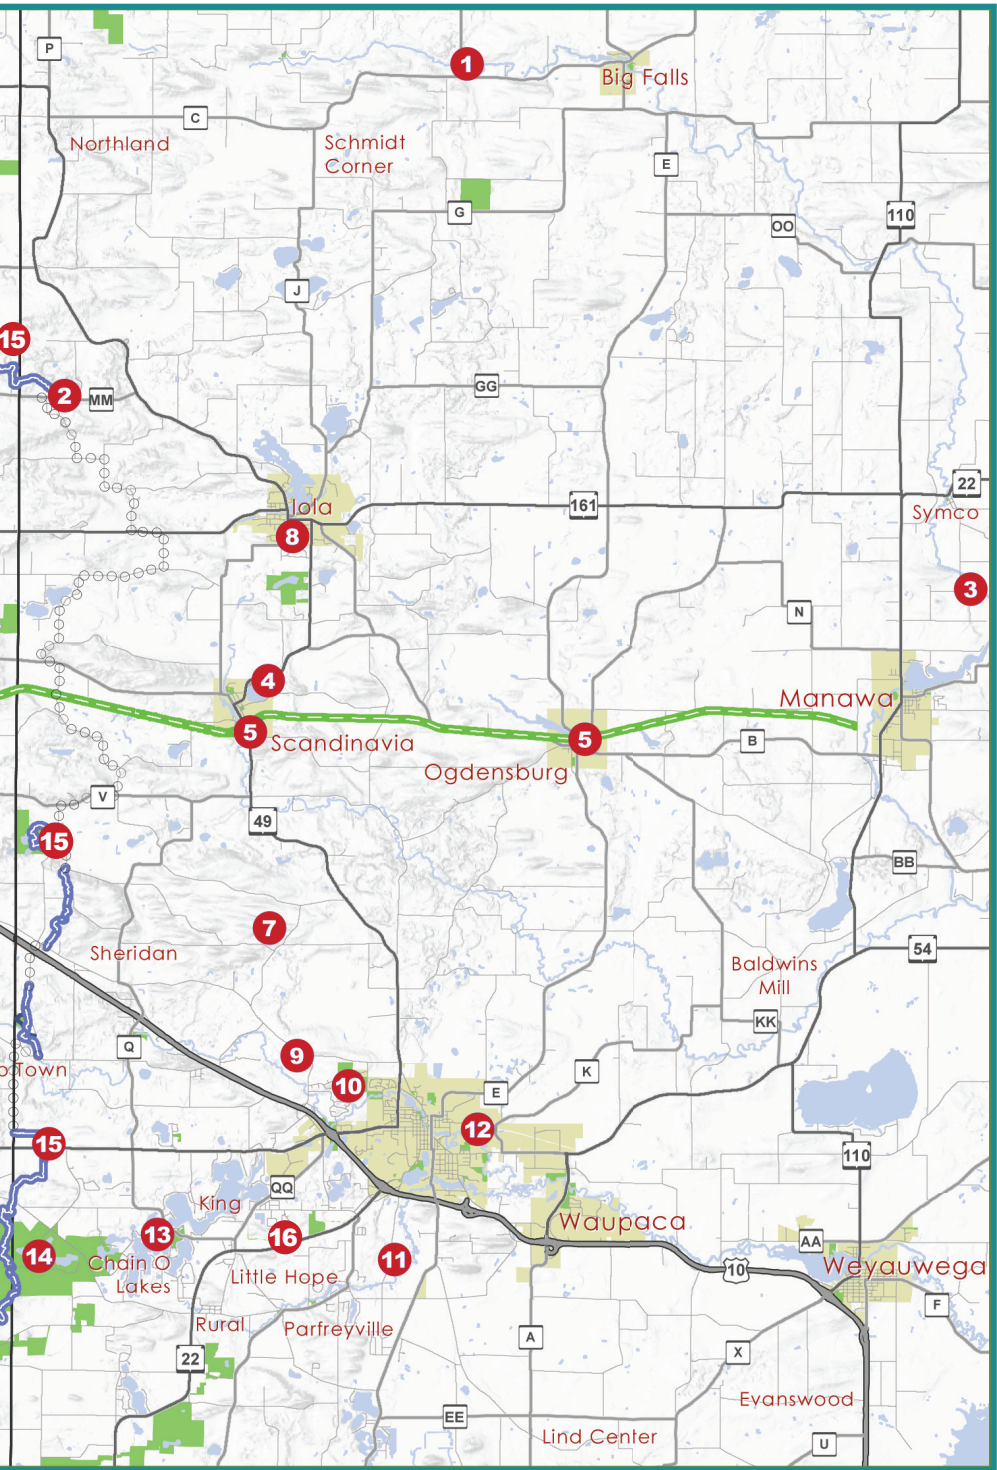 P
1
Big Falls
C
Northland
Schmidt
Corner
E
G
110
OO
J
15
2
MM
GG
22
161
Iola
Symco
8
3
N
4
Manawa
5
Scandinavia
5
B
Ogdensburg
V
49
15
BB
7
Sheridan
54
Baldwins
Mill
KK
Q
9
Town
K
10
E
12
15
110
QQ
King
Waupaca
13
16
AA
14
11
Chain O
Lakes
Little Hope
10
Weyauwega
F
Rural
Parfreyville
A
22
X
Evanswood
EE
Lind Center
U